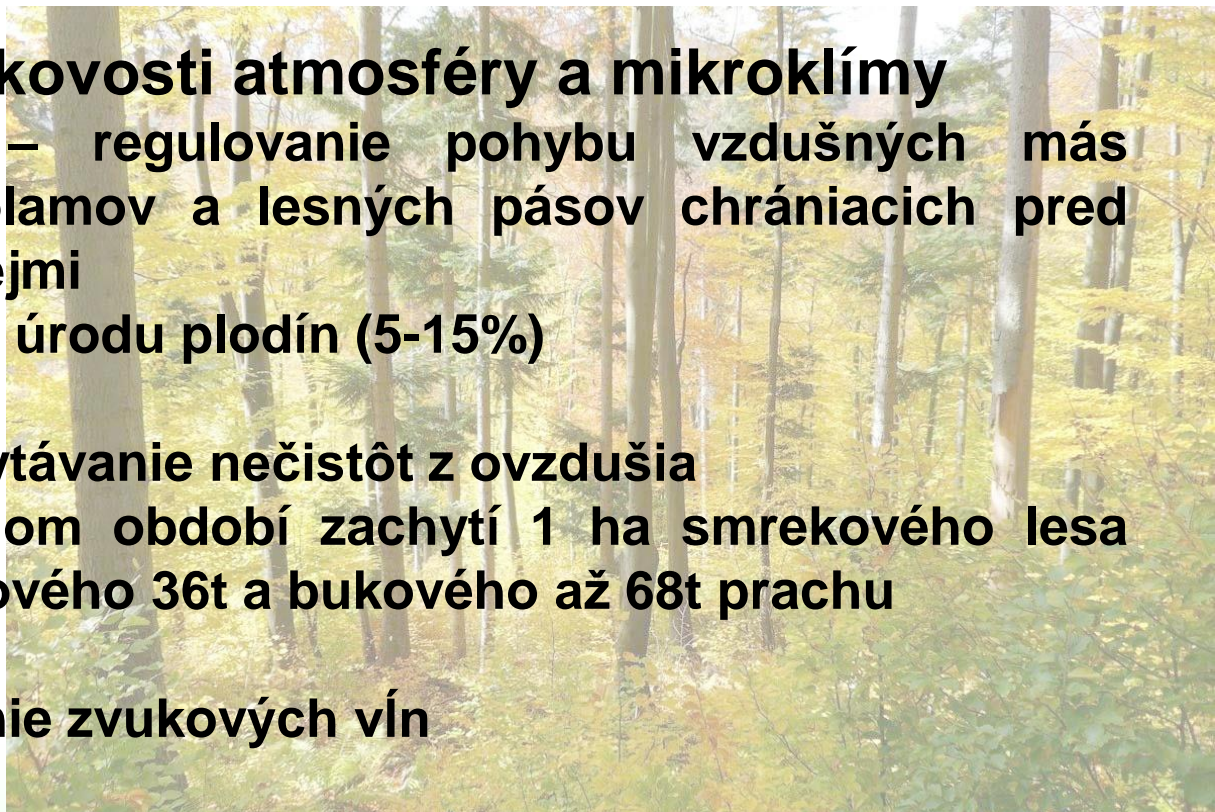 kovosti atmosféry a mikroklímy
– regulovanie pohybu vzdušných más
lamov a lesných pásov chrániacich pred
ejmi
úrodu plodín (5-15%)
ytávanie nečistôt z ovzdušia
om období zachytí 1 ha smrekového lesa
ového 36t a bukového až 68t prachu
nie zvukových vĺn